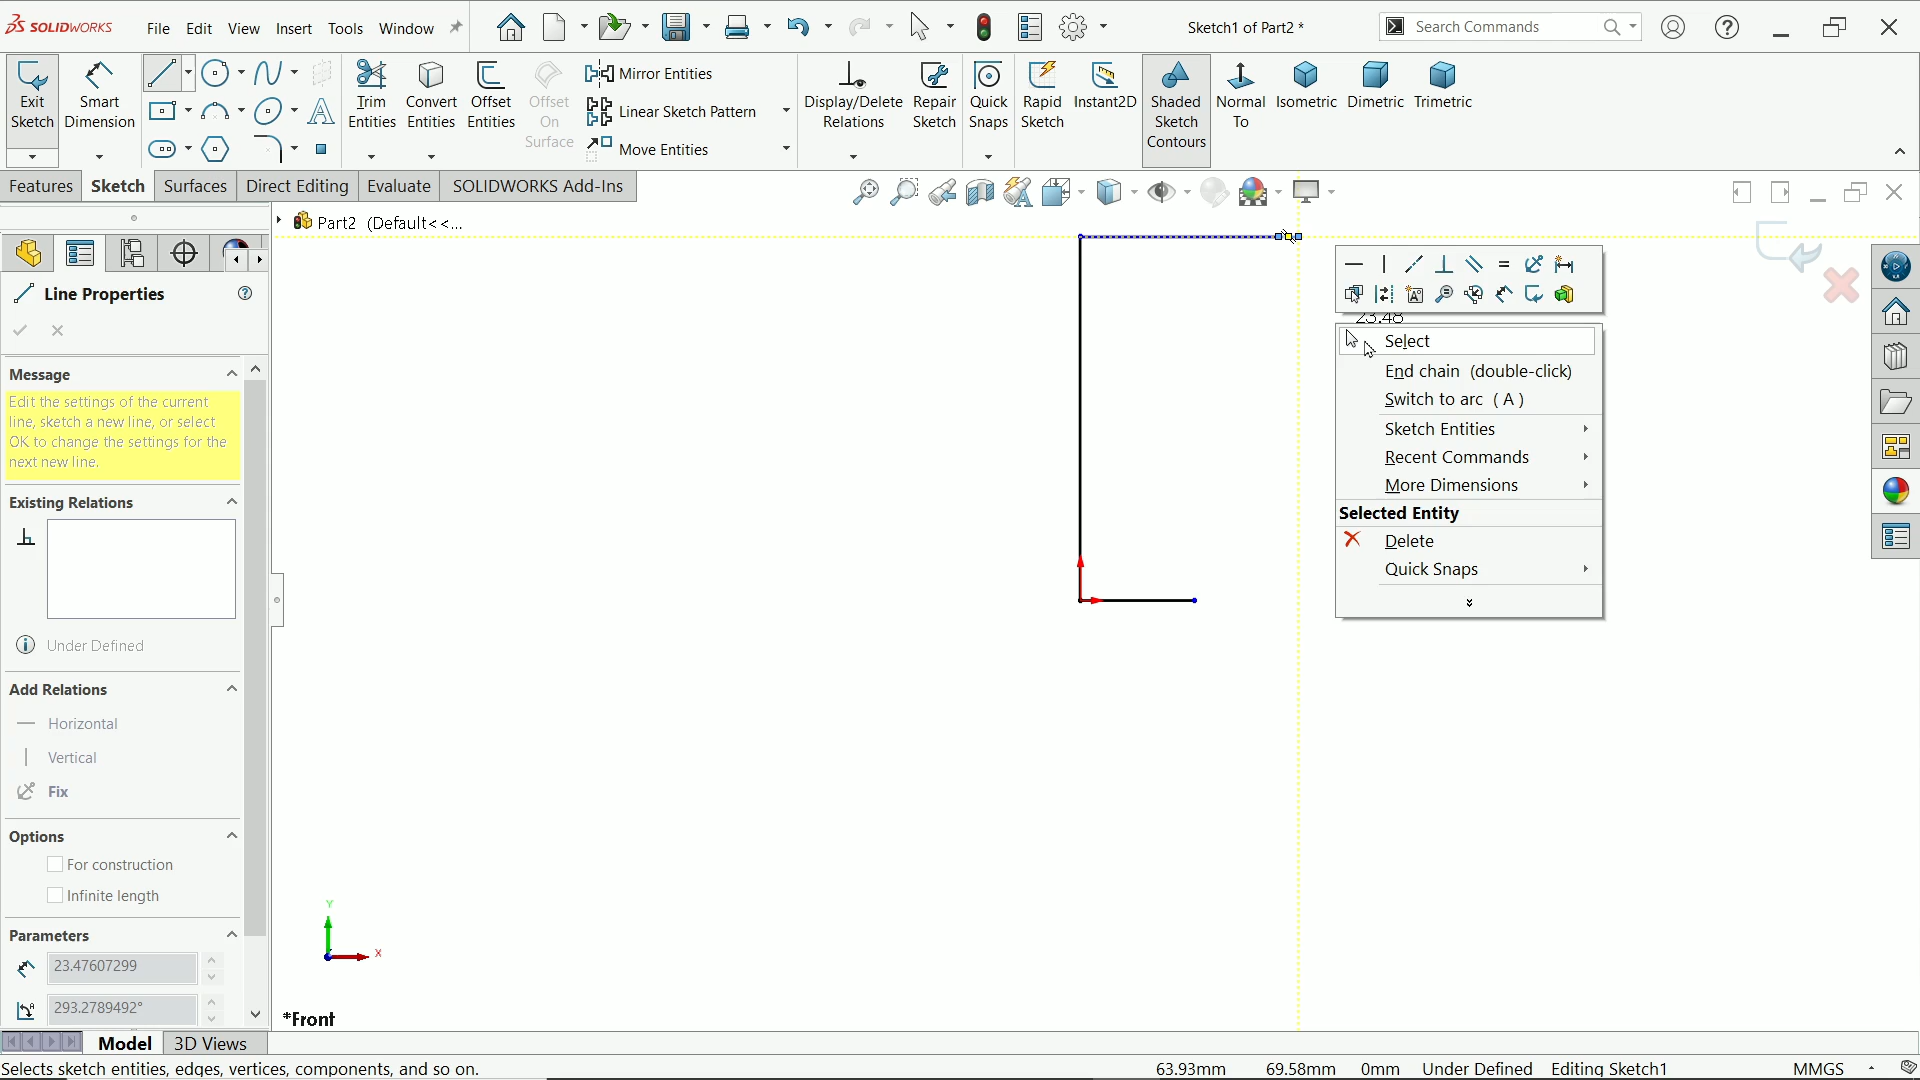 SOLIDWORKS
File Edit View Insert Tools Window
Sketch1 of Part2 *
Search Commands
Exit Sketch
Smart Dimension
Trim Entities
Convert Entities
Offset Entities
Offset On Surface
Mirror Entities
Linear Sketch Pattern
Move Entities
Display/Delete Relations
Repair Sketch
Quick Snaps
Rapid Sketch
Instant2D
Shaded Sketch Contours
Normal To
Isometric
Dimetric
Trimetric
Features Sketch Surfaces Direct Editing Evaluate SOLIDWORKS Add-Ins
Part2 (Default<<...
Line Properties
Message
Edit the settings of the current
line, sketch a new line, or select
OK to change the settings for the
next new line.
Existing Relations
Under Defined
Add Relations
Horizontal
Vertical
Fix
Options
For construction
Infinite length
Parameters
23.47607299
293.2789492°
23.48
Select
End chain (double-click)
Switch to arc ( A )
Sketch Entities
Recent Commands
More Dimensions
Selected Entity
Delete
Quick Snaps
Y
X
*Front
Model 3D Views
Selects sketch entities, edges, vertices, components, and so on.
63.93mm 69.58mm 0mm Under Defined Editing Sketch1 MMGS